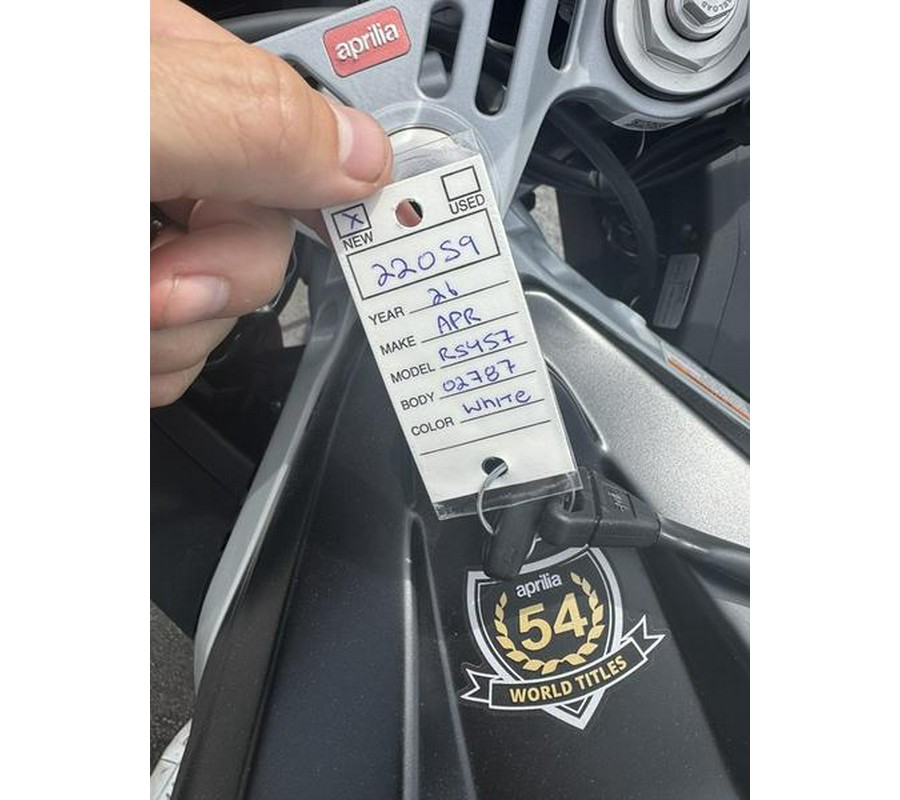 aprilia
X
NEW
USED
22059
YEAR 26
MAKE APR
MODEL RS457
BODY 02787
COLOR WHITE
aprilia
54
WORLD TITLES